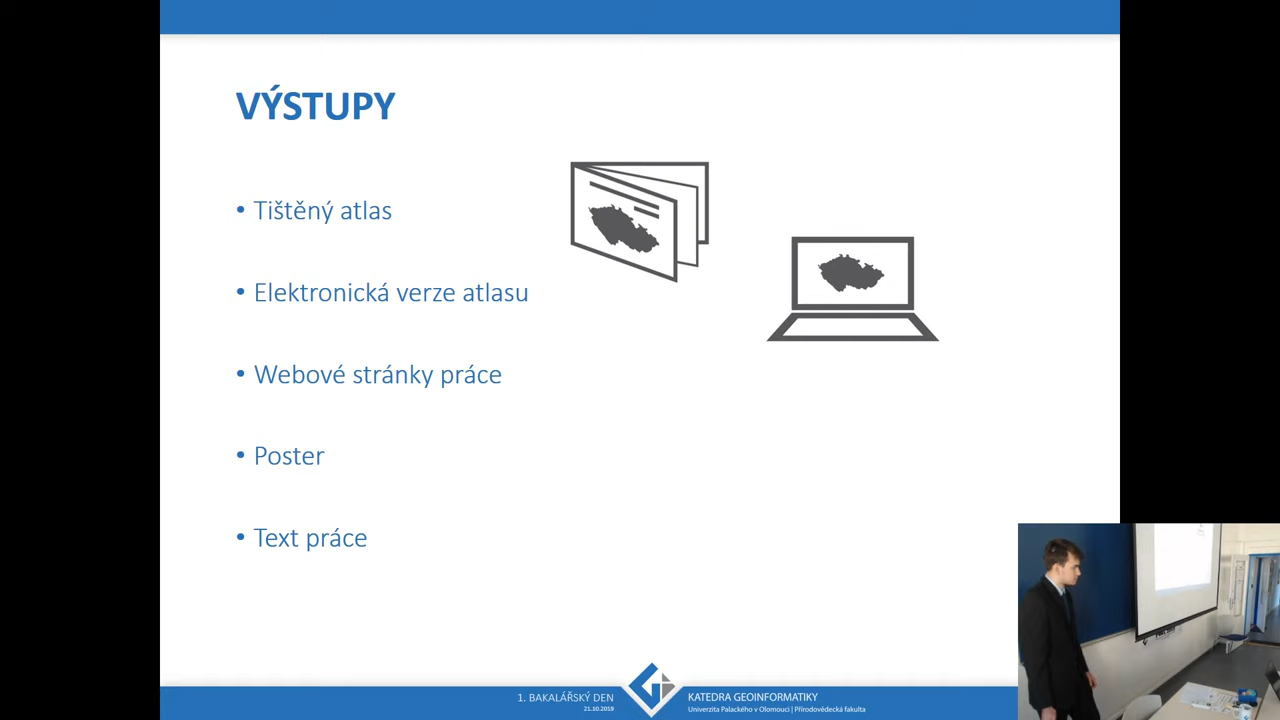 VÝSTUPY
• Tištěný atlas
• Elektronická verze atlasu
• Webové stránky práce
• Poster
• Text práce
1. BAKALÁŘSKÝ DEN
21.10.2019
KATEDRA GEOINFORMATIKY
Univerzita Palackého v Olomouci | Přírodovědecká fakulta